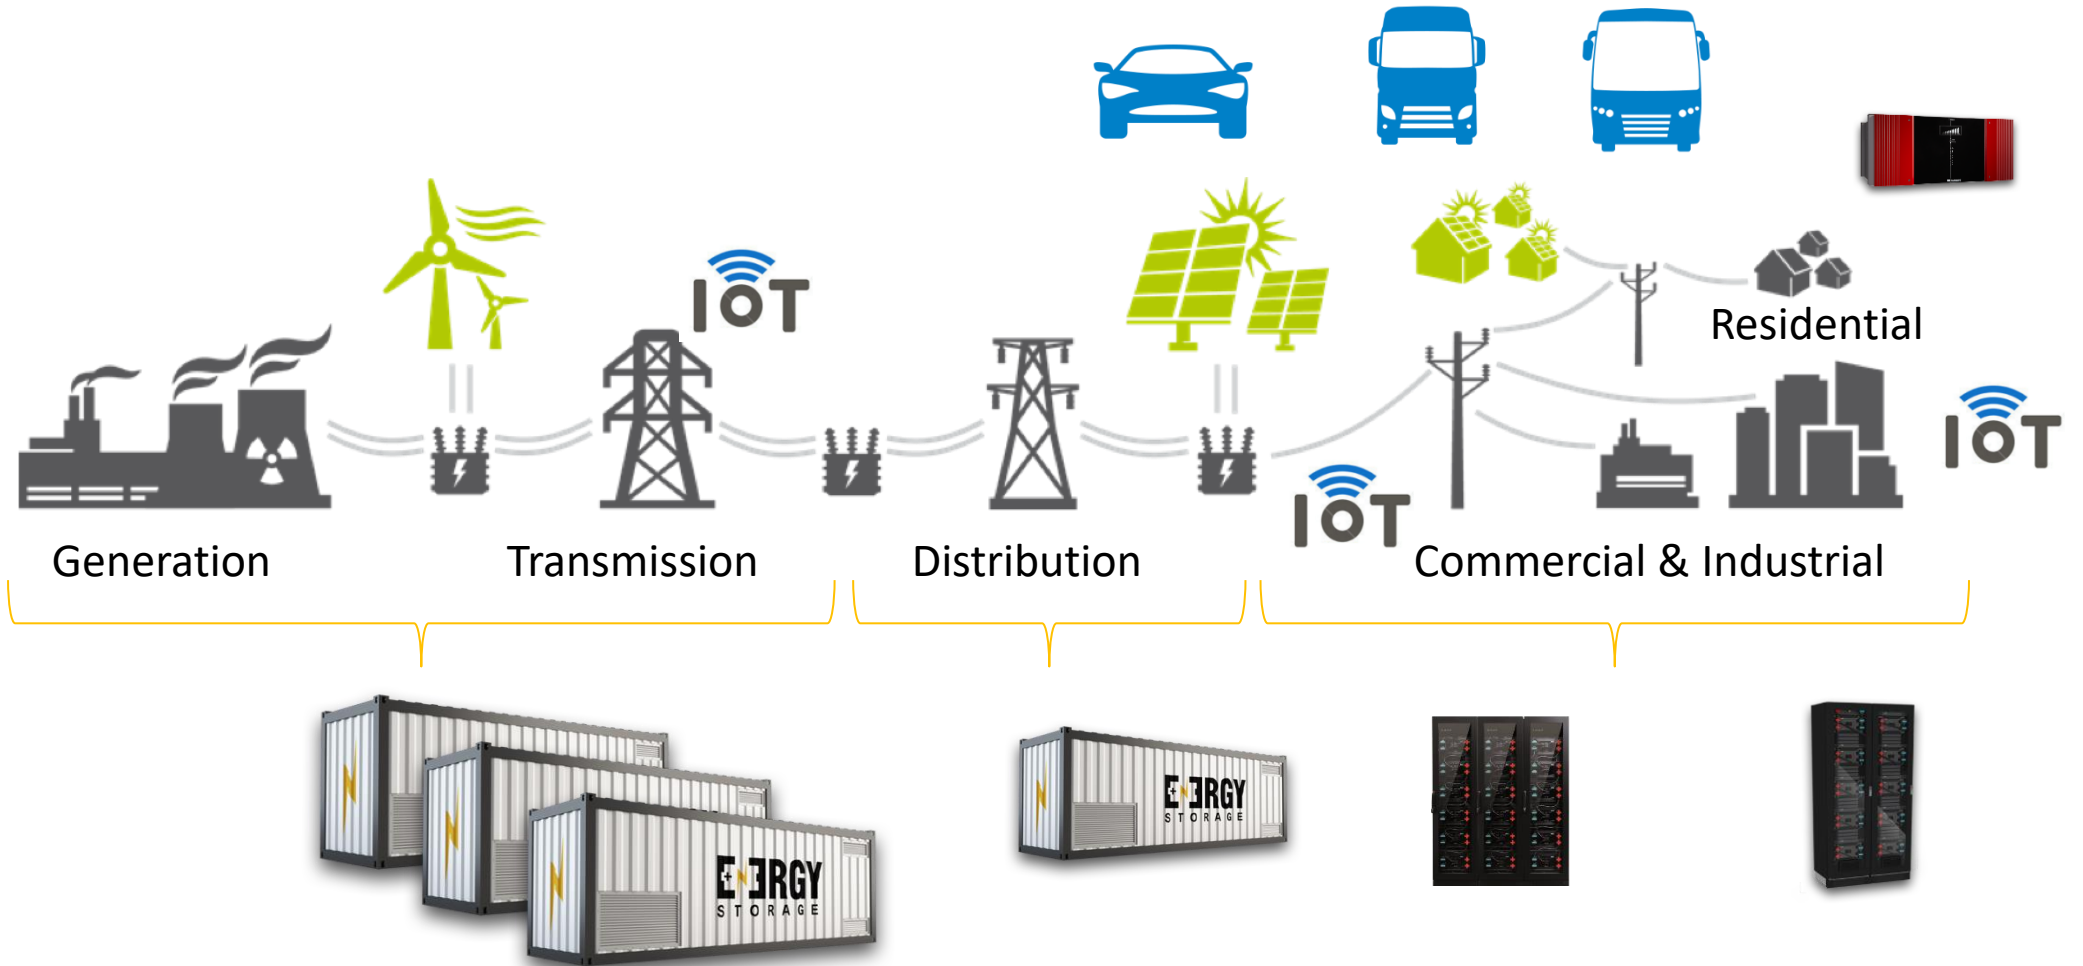 IOT
Residential
IOT
IOT
Generation
Transmission
Distribution
Commercial & Industrial
ENERGY
STORAGE
ENERGY
STORAGE